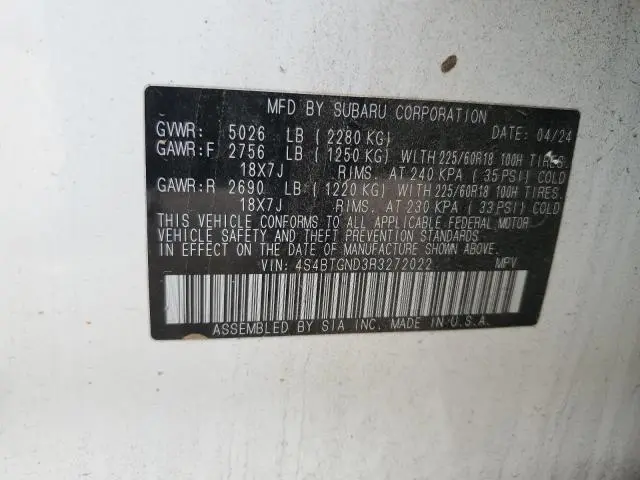 MFD BY SUBARU CORPORATION
GVWR: 5026 LB (2280 KG) DATE: 04/24
GAWR:F 2756 LB (1250 KG) WITH 225/60R18 100H TIRES,
18X7J RIMS, AT 240 KPA (35 PSI) COLD
GAWR:R 2690 LB (1220 KG) WITH 225/60R18 100H TIRES,
18X7J RIMS, AT 230 KPA (33 PSI) COLD
THIS VEHICLE CONFORMS TO ALL APPLICABLE FEDERAL MOTOR
VEHICLE SAFETY AND THEFT PREVENTION STANDARDS
IN EFFECT ON THE DATE OF MANUFACTURE SHOWN ABOVE.
VIN: 4S4BTGND3R3272022 MPV
ASSEMBLED BY SIA INC. MADE IN U.S.A.